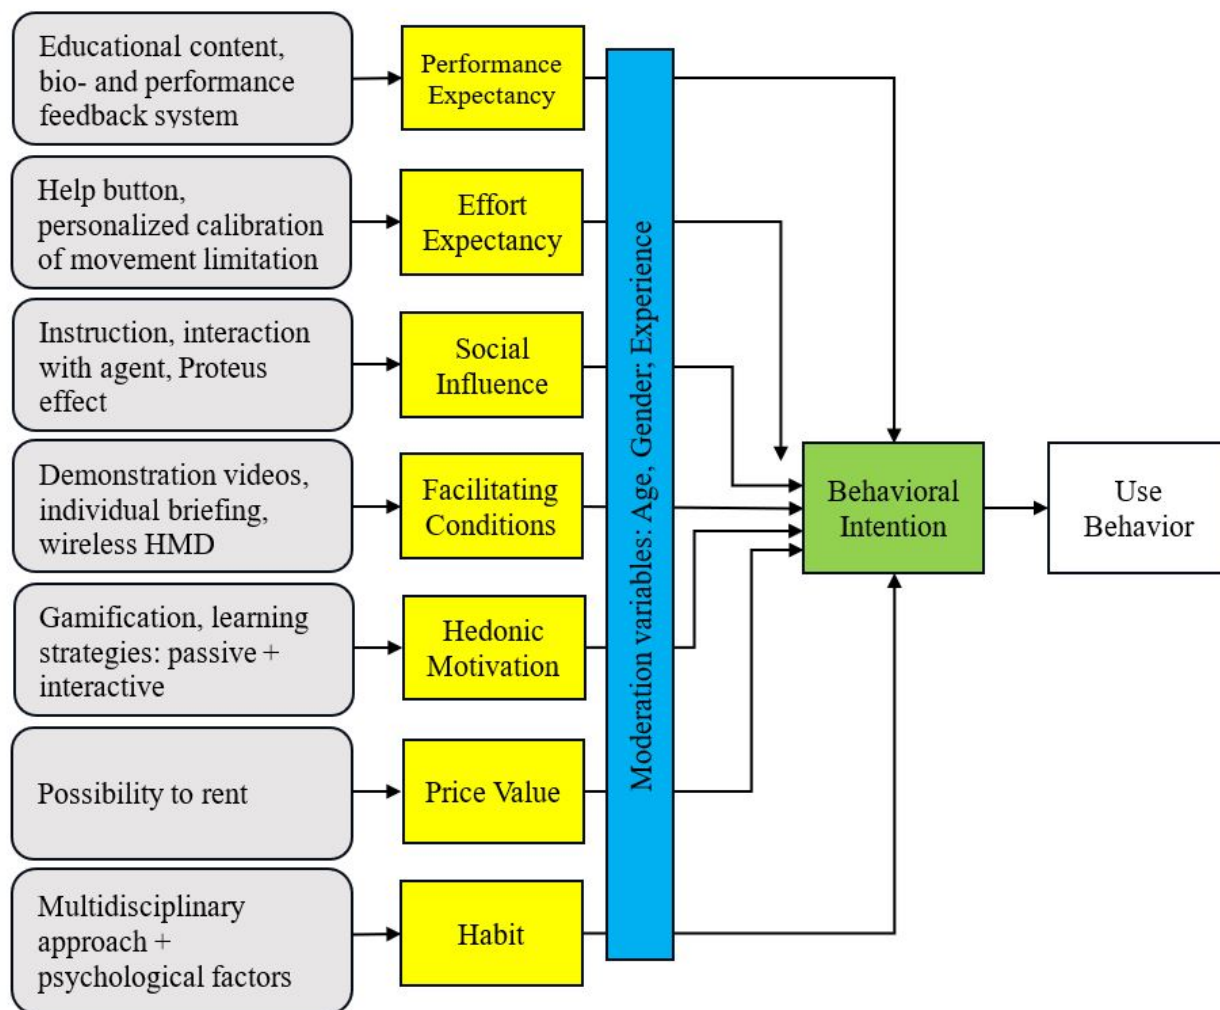 Educational content,
bio- and performance
feedback system
Performance
Expectancy
Help button,
personalized calibration
of movement limitation
Effort
Expectancy
Instruction, interaction
with agent, Proteus
effect
Social
Influence
Demonstration videos,
individual briefing,
wireless HMD
Facilitating
Conditions
Gamification, learning
strategies: passive +
interactive
Hedonic
Motivation
Possibility to rent
Price Value
Multidisciplinary
approach +
psychological factors
Habit
Moderation variables: Age, Gender; Experience
Behavioral
Intention
Use
Behavior